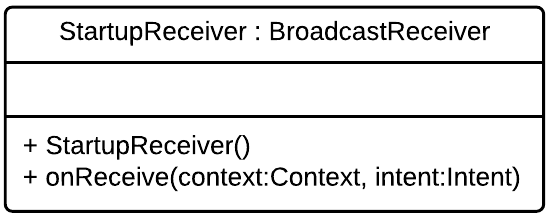 StartupReceiver : BroadcastReceiver
+ StartupReceiver()
+ onReceive(context:Context, intent:Intent)